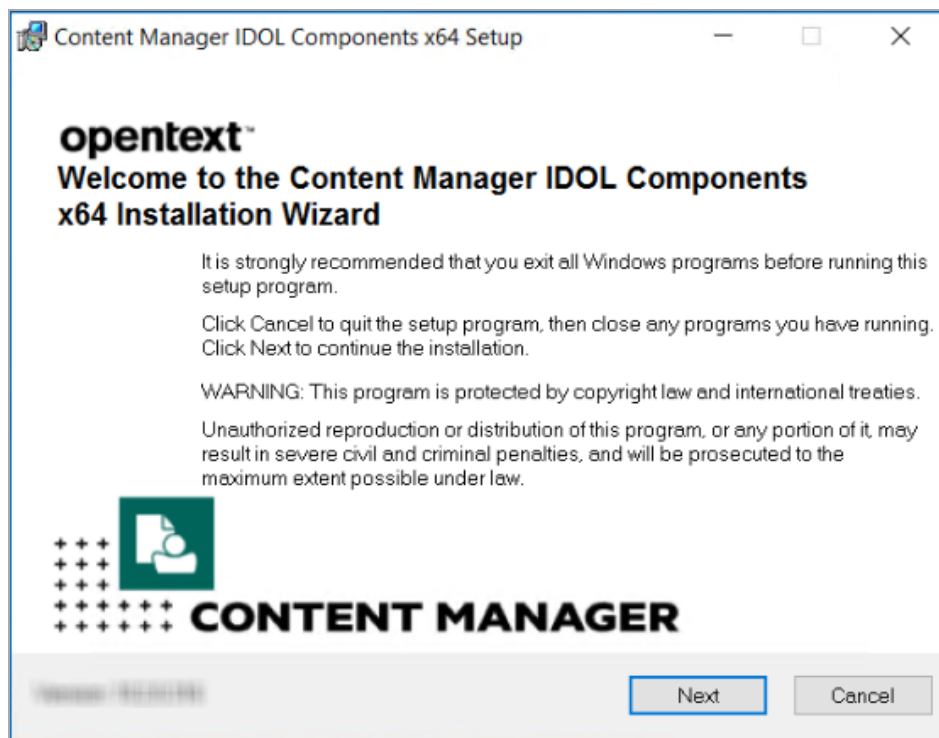 Content Manager IDOL Components x64 Setup
opentext™
Welcome to the Content Manager IDOL Components
x64 Installation Wizard
It is strongly recommended that you exit all Windows programs before running this
setup program.
Click Cancel to quit the setup program, then close any programs you have running.
Click Next to continue the installation.
WARNING: This program is protected by copyright law and international treaties.
Unauthorized reproduction or distribution of this program, or any portion of it, may
result in severe civil and criminal penalties, and will be prosecuted to the
maximum extent possible under law.
CONTENT MANAGER
Next
Cancel